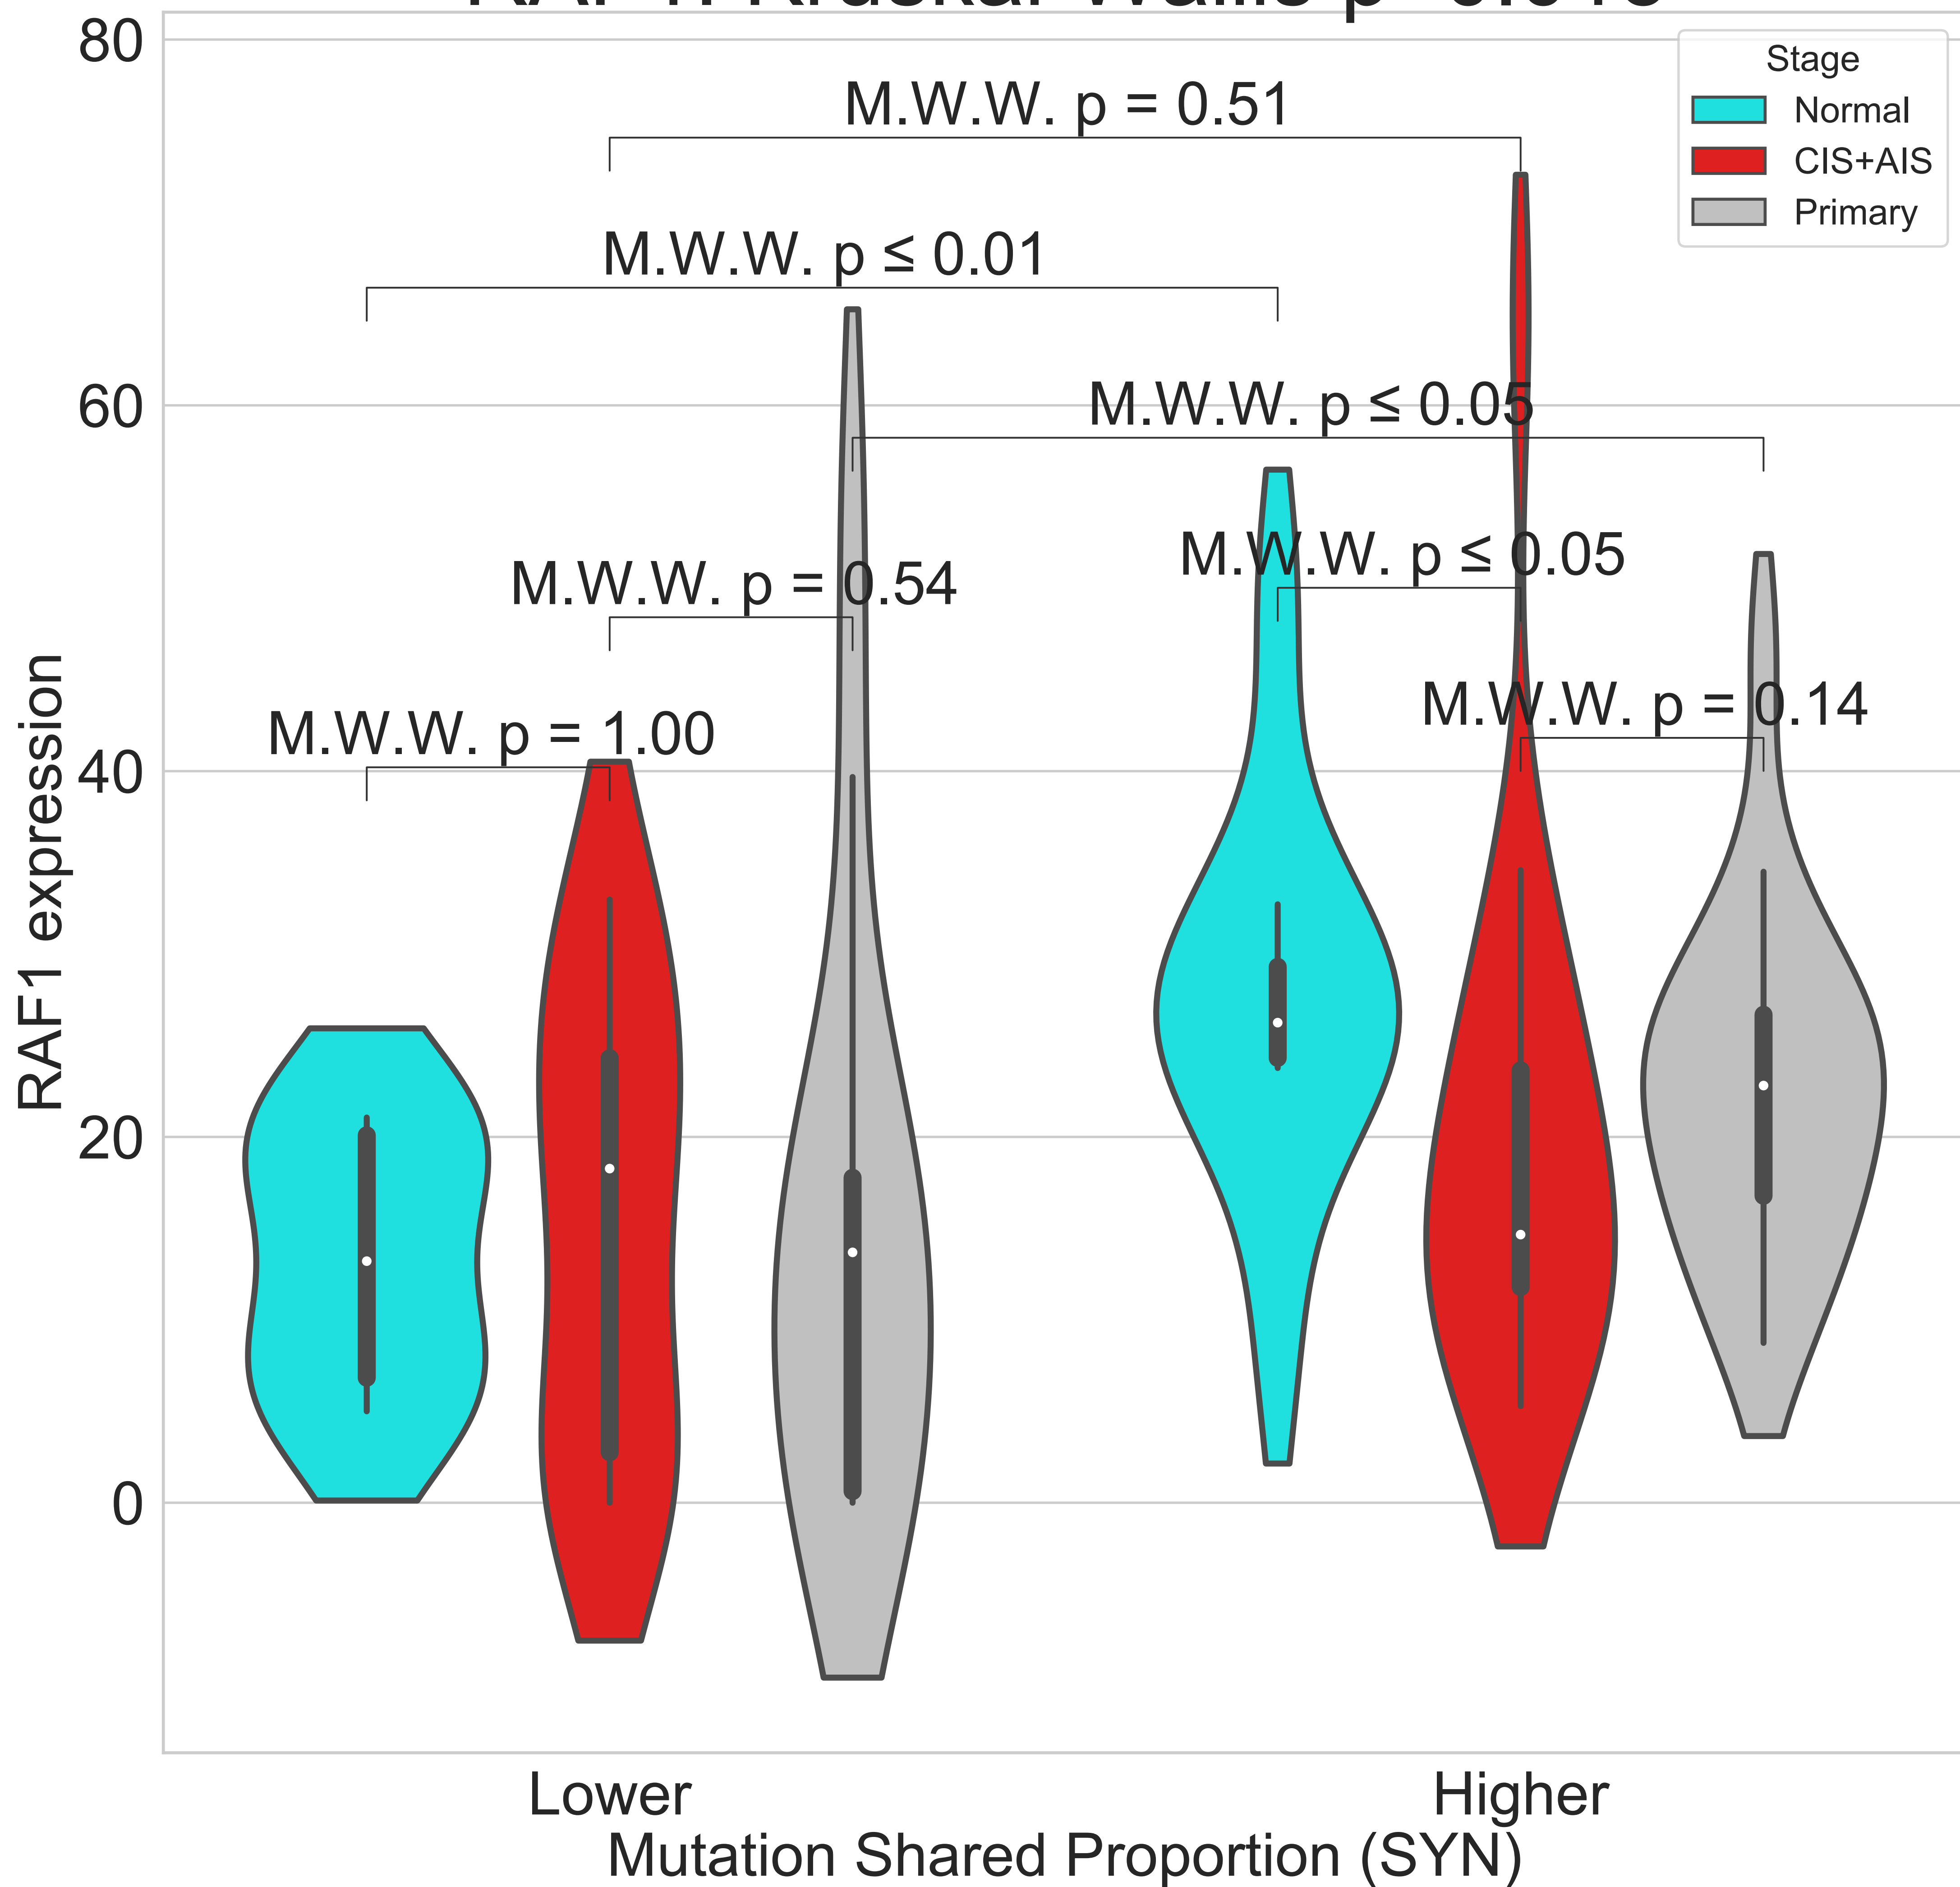 80
Stage
Normal
CIS+AIS
Primary
M.W.W. p = 0.51
M.W.W. p ≤ 0.01
60
M.W.W. p ≤ 0.05
M.W.W. p ≤ 0.05
M.W.W. p = 0.54
M.W.W. p = 0.14
M.W.W. p = 1.00
40
RAF1 expression
20
0
Lower
Higher
Mutation Shared Proportion (SYN)